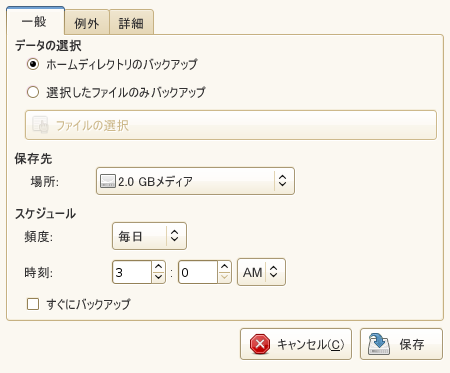 一般 例外 詳細
データの選択
ホームディレクトリのバックアップ
選択したファイルのみバックアップ
ファイルの選択
保存先
場所: 2.0 GBメディア
スケジュール
頻度: 毎日
時刻: 3 : 0 AM
すぐにバックアップ
キャンセル(C) 保存